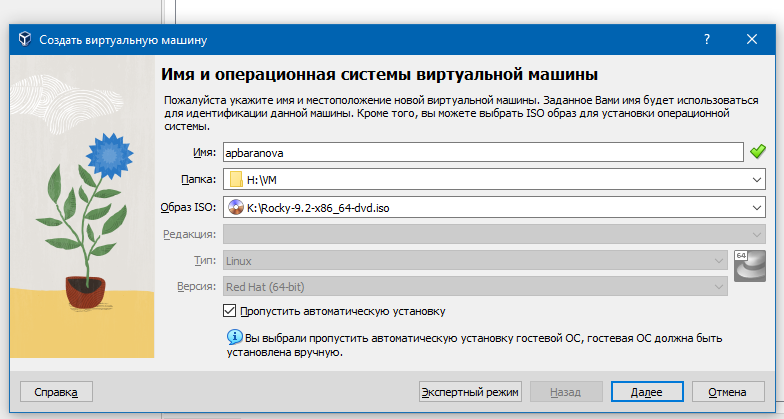 Создать виртуальную машину
Имя и операционная системы виртуальной машины
Пожалуйста укажите имя и местоположение новой виртуальной машины. Заданное Вами имя будет использоваться
для идентификации данной машины. Кроме того, вы можете выбрать ISO образ для установки операционной
системы.
Имя: apbaranova
Папка: H:\VM
Образ ISO: K:\Rocky-9.2-x86_64-dvd.iso
Редакция:
Тип: Linux
64
Версия: Red Hat (64-bit)
Пропустить автоматическую установку
Вы выбрали пропустить автоматическую установку гостевой ОС, гостевая ОС должна быть
установлена вручную.
Справка Экспертный режим Назад Далее Отмена